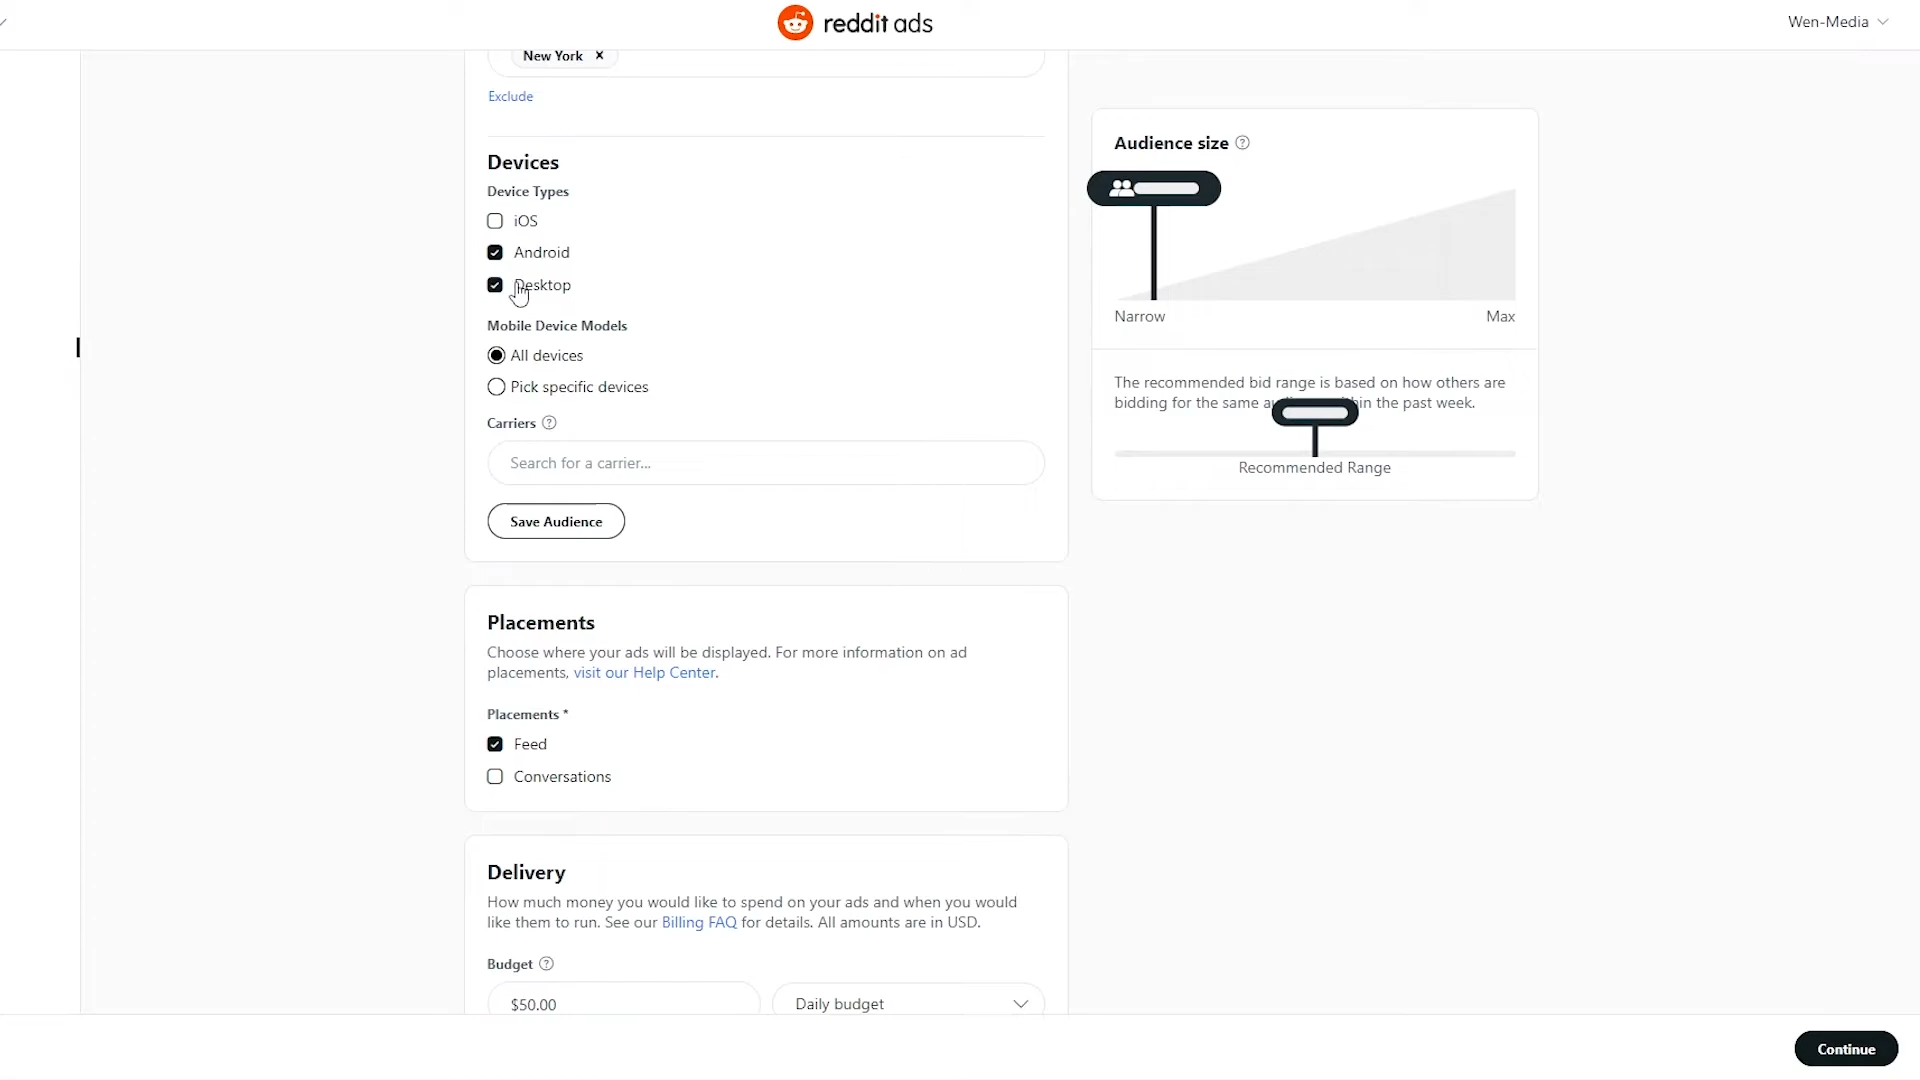 reddit ads
Wen-Media
New York
Exclude
Devices
Device Types
iOS
Android
Desktop
Mobile Device Models
All devices
Pick specific devices
Carriers
Search for a carrier...
Save Audience
Audience size
Narrow
Max
The recommended bid range is based on how others are
bidding for the same in the past week.
Recommended Range
Placements
Choose where your ads will be displayed. For more information on ad
placements, visit our Help Center.
Placements *
Feed
Conversations
Delivery
How much money you would like to spend on your ads and when you would
like them to run. See our Billing FAQ for details. All amounts are in USD.
Budget
$50.00
Daily budget
Continue